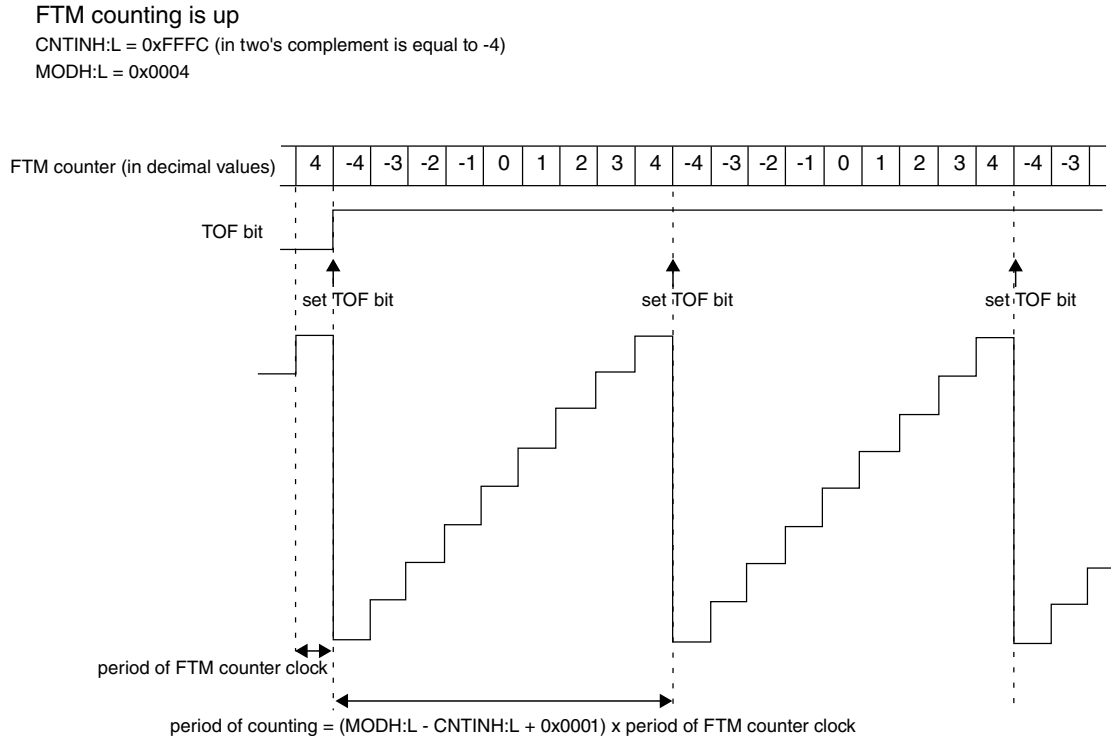 FTM counting is up
CNTINH:L = 0xFFFC (in two's complement is equal to -4)
MODH:L = 0x0004
FTM counter (in decimal values) 4 -4 -3 -2 -1 0 1 2 3 4 -4 -3 -2 -1 0 1 2 3 4 -4 -3
TOF bit
set TOF bit set TOF bit set TOF bit
period of FTM counter clock
period of counting = (MODH:L - CNTINH:L + 0x0001) x period of FTM counter clock